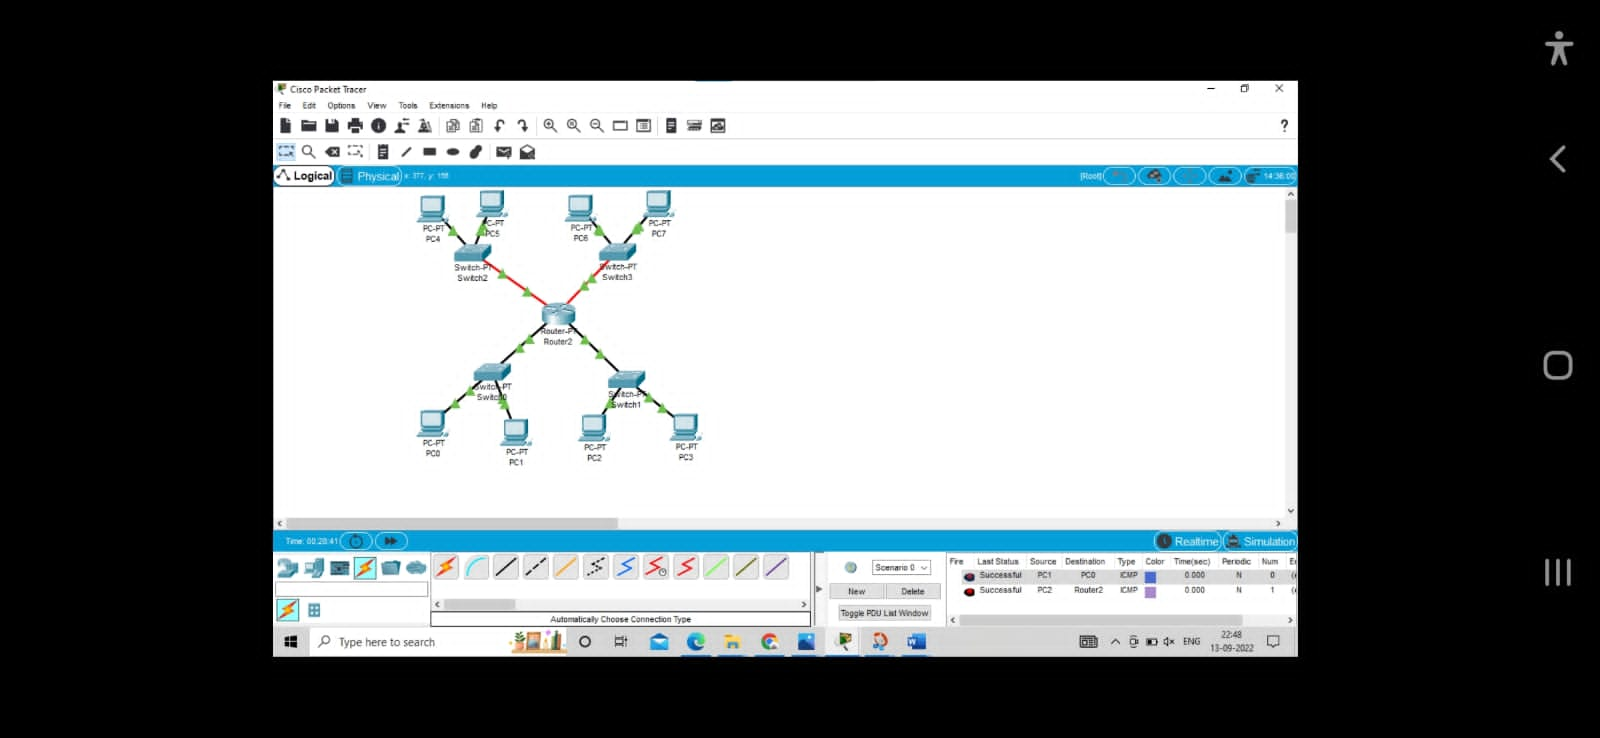 Cisco Packet Tracer
File Edit Options View Tools Extensions Help
?
Logical Physical x: 377, y: 198 [Root] 14:36:00
PC-PT PC-PT PC-PT PC-PT
PC4 PC5 PC6 PC7
Switch-PT Switch-PT
Switch2 Switch3
Router-PT
Router2
Switch-PT Switch-PT
Switch0 Switch1
PC-PT PC-PT PC-PT PC-PT
PC0 PC1 PC2 PC3
Time: 00:28:41 Realtime Simulation
Scenario 0
New Delete
Toggle PDU List Window
Automatically Choose Connection Type
Fire Last Status Source Destination Type Color Time(sec) Periodic Num
Successful PC1 PC0 ICMP 0.000 N 0
Successful PC2 Router2 ICMP 0.000 N 1
Type here to search
ENG
22:48
13-09-2022